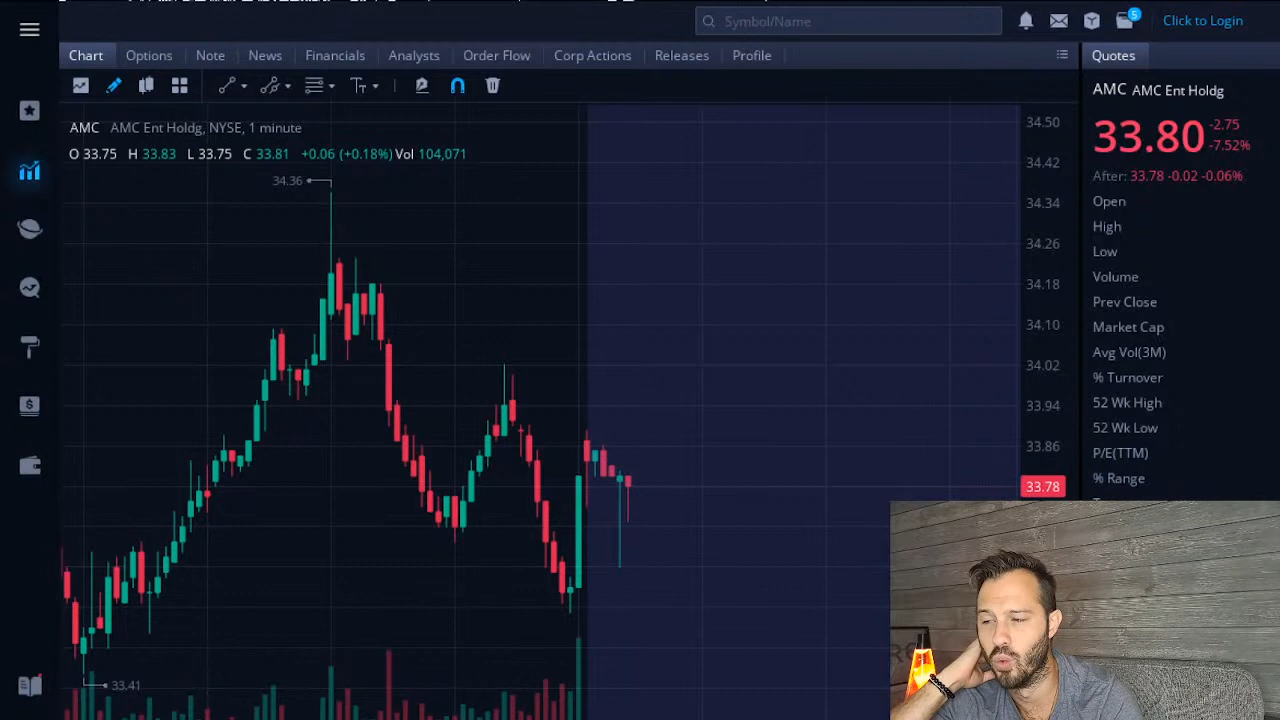 Symbol/Name
5
Click to Login
Chart Options Note News Financials Analysts Order Flow Corp Actions Releases Profile
Quotes
AMC AMC Ent Holdg
33.80 -2.75
-7.52%
After: 33.78 -0.02 -0.06%
Open
High
Low
Volume
Prev Close
Market Cap
Avg Vol(3M)
% Turnover
52 Wk High
52 Wk Low
P/E(TTM)
% Range
AMC AMC Ent Holdg, NYSE, 1 minute
O 33.75 H 33.83 L 33.75 C 33.81 +0.06 (+0.18%) Vol 104,071
34.36
33.41
34.50
34.42
34.34
34.26
34.18
34.10
34.02
33.94
33.86
33.78